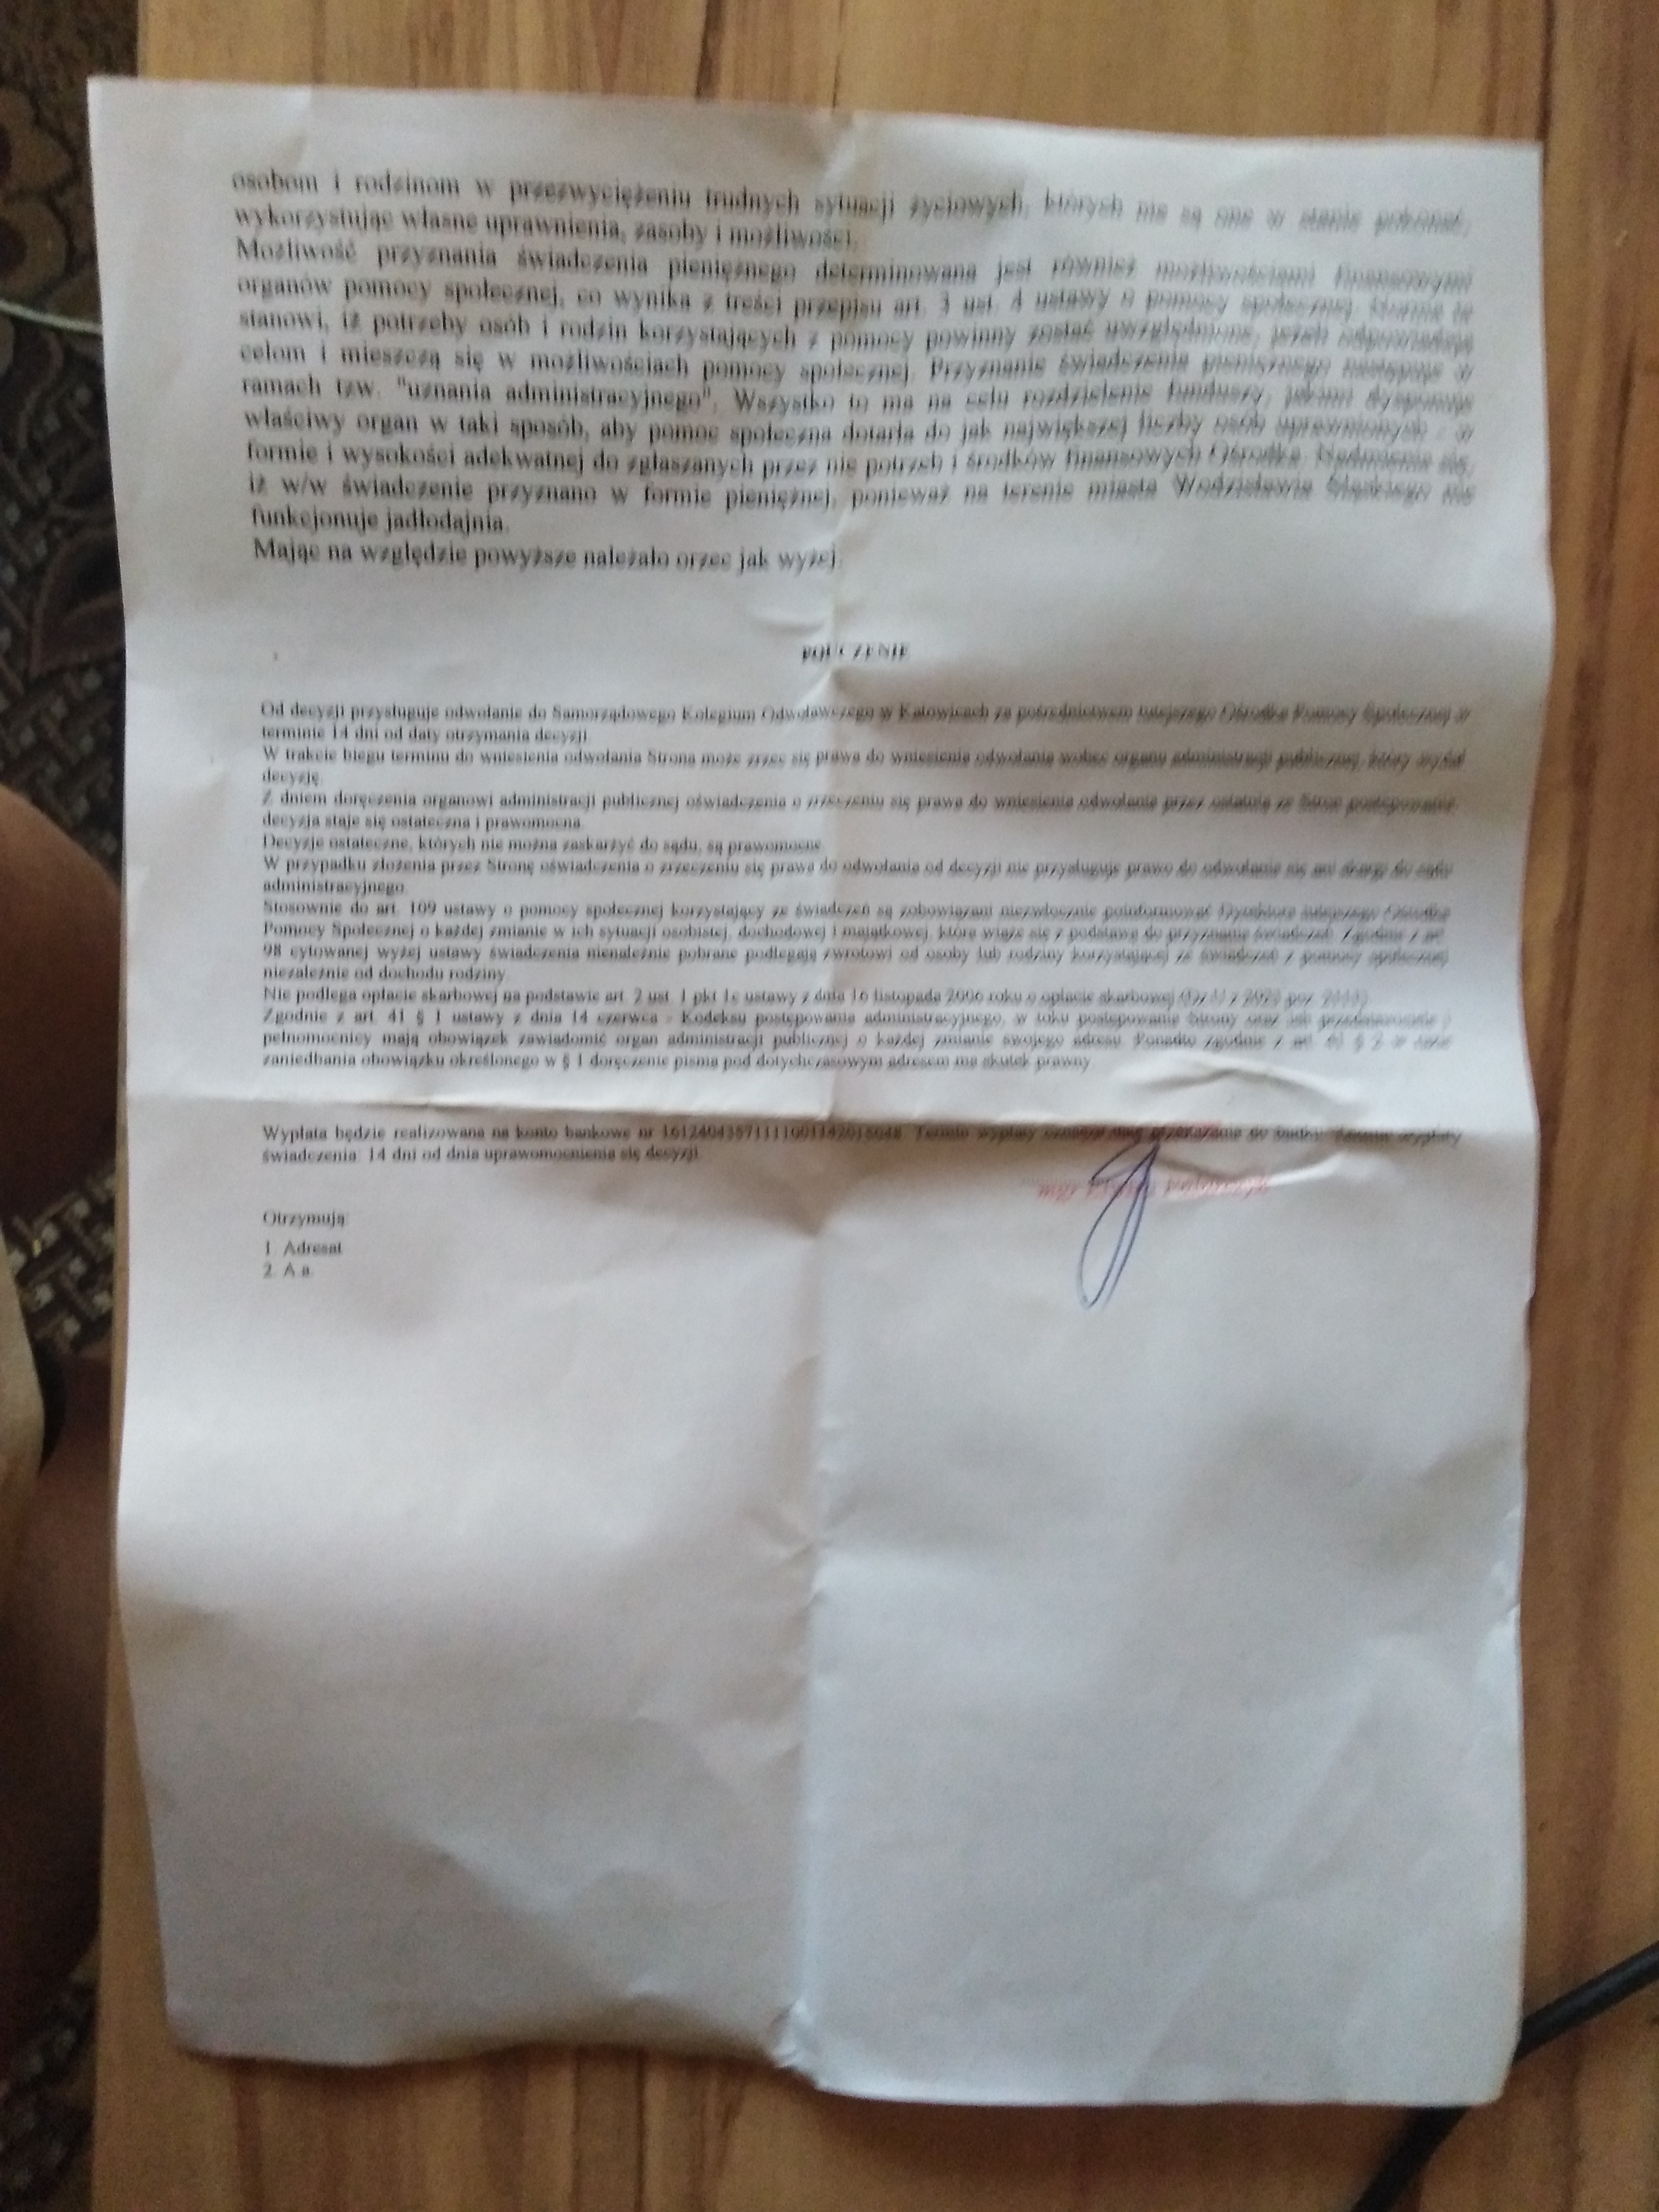 osobom i rodzinom w przezwyciężeniu trudnych sytuacji życiowych, których nie są one w stanie pokonać,
wykorzystując własne uprawnienia, zasoby i możliwości.
Możliwość przyznania świadczenia pieniężnego determinowana jest również możliwościami finansowymi
organów pomocy społecznej, co wynika z treści przepisu art. 3 ust. 4 ustawy o pomocy społecznej. Norma ta
stanowi, iż potrzeby osób i rodzin korzystających z pomocy powinny zostać uwzględnione, jeżeli odpowiadają
celom i mieszczą się w możliwościach pomocy społecznej. Przyznanie świadczenia pieniężnego następuje w
ramach tzw. "uznania administracyjnego". Wszystko to ma na celu rozdzielenie funduszy, jakimi dysponuje
właściwy organ w taki sposób, aby pomoc społeczna dotarła do jak największej liczby osób uprawnionych - w
formie i wysokości adekwatnej do zgłaszanych przez nie potrzeb i środków finansowych Ośrodka. Nadmienia się,
iż w/w świadczenie przyznano w formie pieniężnej, ponieważ na terenie miasta Wodzisławia Śląskiego nie
funkcjonuje jadłodajnia.
Mając na względzie powyższe należało orzec jak wyżej.
POUCZENIE
Od decyzji przysługuje odwołanie do Samorządowego Kolegium Odwoławczego w Katowicach za pośrednictwem tutejszego Ośrodka Pomocy Społecznej w
terminie 14 dni od daty otrzymania decyzji.
W trakcie biegu terminu do wniesienia odwołania Strona może zrzec się prawa do wniesienia odwołania wobec organu administracji publicznej, który wydał
decyzję.
Z dniem doręczenia organowi administracji publicznej oświadczenia o zrzeczeniu się prawa do wniesienia odwołania przez ostatnią ze Stron postępowania,
decyzja staje się ostateczna i prawomocna.
Decyzje ostateczne, których nie można zaskarżyć do sądu, są prawomocne.
W przypadku złożenia przez Stronę oświadczenia o zrzeczeniu się prawa do odwołania od decyzji nie przysługuje prawo do odwołania się ani skargi do sądu
administracyjnego.
Stosownie do art. 109 ustawy o pomocy społecznej korzystający ze świadczeń są zobowiązani niezwłocznie poinformować Dyrektora tutejszego Ośrodka
Pomocy Społecznej o każdej zmianie w ich sytuacji osobistej, dochodowej i majątkowej, która wiąże się z podstawą do przyznania świadczeń. Zgodnie z art.
98 cytowanej wyżej ustawy świadczenia nienależnie pobrane podlegają zwrotowi od osoby lub rodziny korzystającej ze świadczeń z pomocy społecznej
niezależnie od dochodu rodziny.
Nie podlega opłacie skarbowej na podstawie art. 2 ust. 1 pkt 1c ustawy z dnia 16 listopada 2006 roku o opłacie skarbowej
Zgodnie z art. 41 § 1 ustawy z dnia 14 czerwca - Kodeksu postępowania administracyjnego, w toku postępowania Strony oraz ich przedstawiciele i
pełnomocnicy mają obowiązek zawiadomić organ administracji publicznej o każdej zmianie swojego adresu. Ponadto zgodnie z art. 41 § 2 w razie
zaniedbania obowiązku określonego w § 1 doręczenie pisma pod dotychczasowym adresem ma skutek prawny.
Wypłata będzie realizowana na konto bankowe nr Termin wypłaty oznacza datę przekazania do banku. Termin wypłaty
świadczenia: 14 dni od dnia uprawomocnienia się decyzji.
Otrzymują:
1. Adresat
2. A.a.